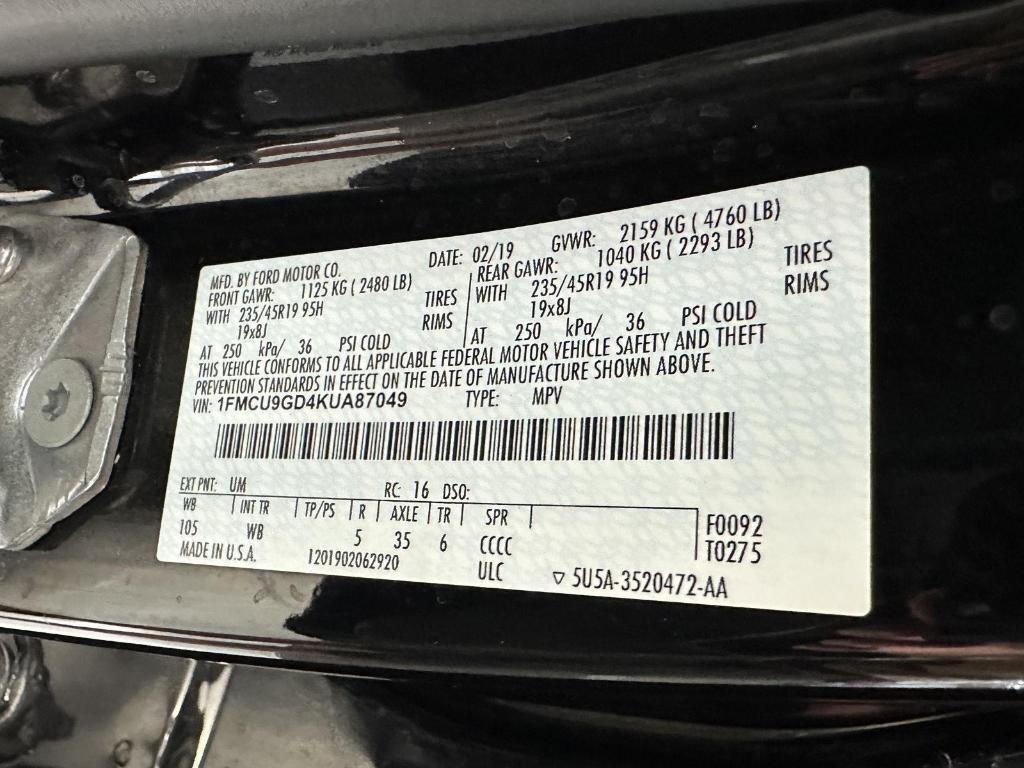 MFD. BY FORD MOTOR CO. DATE: 02/19 GVWR: 2159 KG ( 4760 LB)
FRONT GAWR: 1125 KG ( 2480 LB) REAR GAWR: 1040 KG ( 2293 LB)
WITH 235/45R19 95H TIRES WITH 235/45R19 95H TIRES
19x8J RIMS 19x8J RIMS
AT 250 kPa/ 36 PSI COLD AT 250 kPa/ 36 PSI COLD
THIS VEHICLE CONFORMS TO ALL APPLICABLE FEDERAL MOTOR VEHICLE SAFETY AND THEFT
PREVENTION STANDARDS IN EFFECT ON THE DATE OF MANUFACTURE SHOWN ABOVE.
VIN: 1FMCU9GD4KUA87049 TYPE: MPV
EXT PNT: UM RC: 16 DSO:
WB INT TR TP/PS R AXLE TR SPR
105 WB 5 35 6 CCCC F0092
MADE IN U.S.A. 1201902062920 ULC T0275
▽ 5U5A-3520472-AA